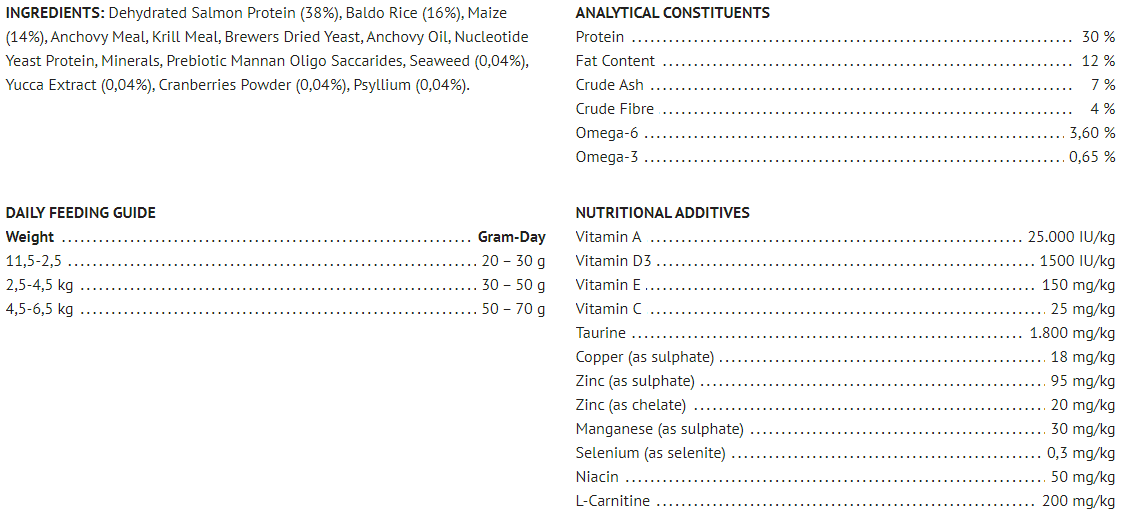 INGREDIENTS: Dehydrated Salmon Protein (38%), Baldo Rice (16%), Maize
(14%), Anchovy Meal, Krill Meal, Brewers Dried Yeast, Anchovy Oil, Nucleotide
Yeast Protein, Minerals, Prebiotic Mannan Oligo Saccarides, Seaweed (0,04%),
Yucca Extract (0,04%), Cranberries Powder (0,04%), Psyllium (0,04%).
ANALYTICAL CONSTITUENTS
Protein 30 %
Fat Content 12 %
Crude Ash 7 %
Crude Fibre 4 %
Omega-6 3,60 %
Omega-3 0,65 %
DAILY FEEDING GUIDE
Weight Gram-Day
11,5-2,5 20 – 30 g
2,5-4,5 kg 30 – 50 g
4,5-6,5 kg 50 – 70 g
NUTRITIONAL ADDITIVES
Vitamin A 25.000 IU/kg
Vitamin D3 1500 IU/kg
Vitamin E 150 mg/kg
Vitamin C 25 mg/kg
Taurine 1.800 mg/kg
Copper (as sulphate) 18 mg/kg
Zinc (as sulphate) 95 mg/kg
Zinc (as chelate) 20 mg/kg
Manganese (as sulphate) 30 mg/kg
Selenium (as selenite) 0,3 mg/kg
Niacin 50 mg/kg
L-Carnitine 200 mg/kg